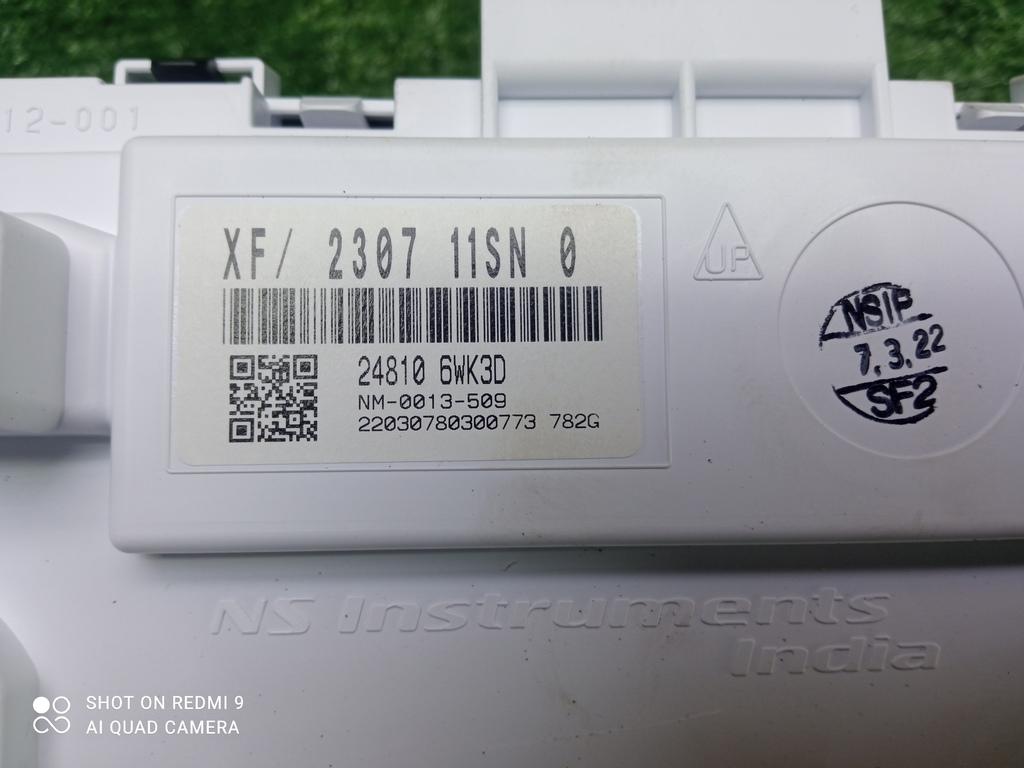 12-001
XF/ 2307 11SN 0
UP
24810 6WK3D
NM-0013-509
22030780300773 782G
NSIP
7.3.22
SF2
NS Instruments
India
SHOT ON REDMI 9
AI QUAD CAMERA